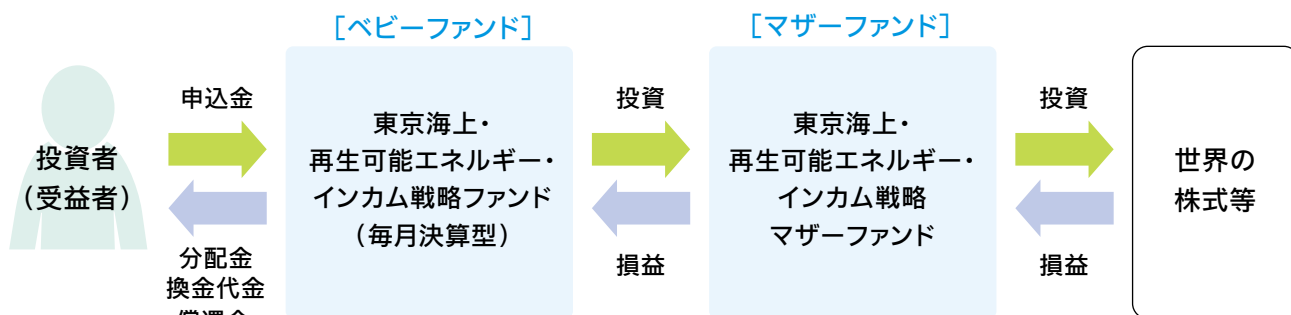 [ベビーファンド]
[マザーファンド]
投資者
(受益者)
申込金
分配金
換金代金
償還金
東京海上・
再生可能エネルギー・
インカム戦略ファンド
(毎月決算型)
投資
損益
東京海上・
再生可能エネルギー・
インカム戦略
マザーファンド
投資
損益
世界の
株式等